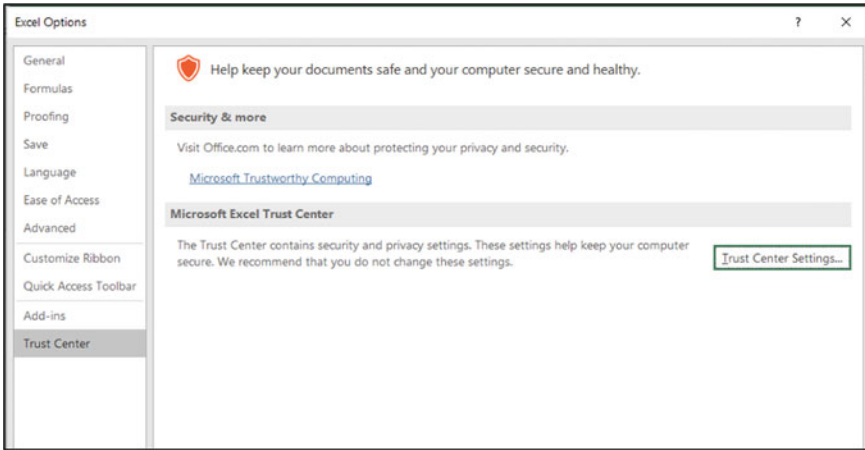 Excel Options
?
×
General
Formulas
Proofing
Save
Language
Ease of Access
Advanced
Customize Ribbon
Quick Access Toolbar
Add-ins
Trust Center
Help keep your documents safe and your computer secure and healthy.
Security & more
Visit Office.com to learn more about protecting your privacy and security.
Microsoft Trustworthy Computing
Microsoft Excel Trust Center
The Trust Center contains security and privacy settings. These settings help keep your computer
secure. We recommend that you do not change these settings.
Trust Center Settings...